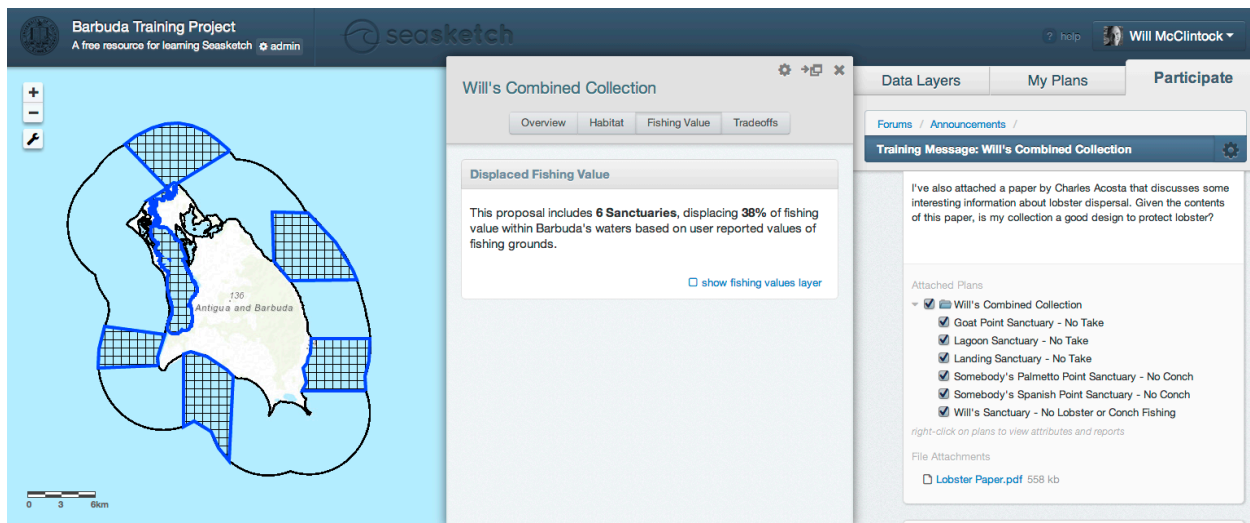 Barbuda Training Project
A free resource for learning Seasketch admin
seasketch
? help
Will McClintock
+
−
136
Antigua and Barbuda
0 3 6km
Will's Combined Collection
Overview Habitat Fishing Value Tradeoffs
Displaced Fishing Value
This proposal includes 6 Sanctuaries, displacing 38% of fishing
value within Barbuda's waters based on user reported values of
fishing grounds.
show fishing values layer
Data Layers My Plans Participate
Forums / Announcements /
Training Message: Will's Combined Collection
I've also attached a paper by Charles Acosta that discusses some
interesting information about lobster dispersal. Given the contents
of this paper, is my collection a good design to protect lobster?
Attached Plans
Will's Combined Collection
Goat Point Sanctuary - No Take
Lagoon Sanctuary - No Take
Landing Sanctuary - No Take
Somebody's Palmetto Point Sanctuary - No Conch
Somebody's Spanish Point Sanctuary - No Conch
Will's Sanctuary - No Lobster or Conch Fishing
right-click on plans to view attributes and reports
File Attachments
Lobster Paper.pdf 558 kb